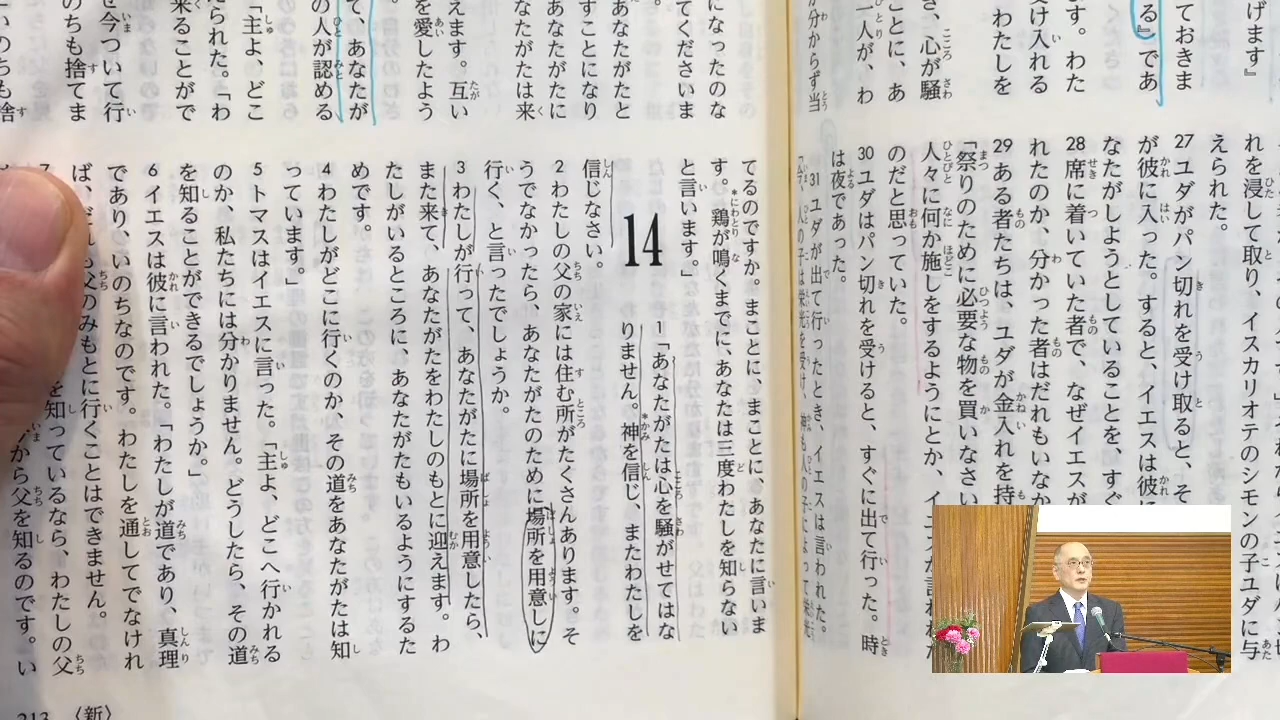 げます』
ておきま
る』であ
ます。わた
受け入れる
わたしを
ことに、あ
き、心が騒
一人が、わ
が分からず当
れを浸して取り、イスカリオテのシモンの子ユダに与
えられた。
27 ユダがパン切れを受け取ると、そ
が彼に入った。すると、イエスは彼に
なたがしようとしていることを、すぐ
28 席に着いていた者で、なぜイエスが
れたのか、分かった者はだれもいなか
29 ある者たちは、ユダが金入れを持
「祭りのために必要な物を買いなさい
人々に何か施しをするようにとか、イ
のだと思っていた。
30 ユダはパン切れを受けると、すぐに出て行った。時
は夜であった。
31 ユダが出て行ったとき、イエスは言われた。
になったのな
てくださいま
す。
あなたがたと
すことになり
あなたがたに
なたがたは来
えます。互い
を愛したよう
て、あなたが
の人が認める
「主よ、どこ
られた。「わ
来ることがで
せ今ついて行
のちも捨てま
いのちも捨
てるのですか。まことに、まことに、あなたに言いま
す。鶏が鳴くまでに、あなたは三度わたしを知らない
と言います。」
14
1「あなたがたは心を騒がせてはな
りません。神を信じ、またわたしを
信じなさい。
2 わたしの父の家には住む所がたくさんあります。そ
うでなかったら、あなたがたのために場所を用意しに
行く、と言ったでしょうか。
3 わたしが行って、あなたがたに場所を用意したら、
また来て、あなたがたをわたしのもとに迎えます。わ
たしがいるところに、あなたがたもいるようにするた
めです。
4 わたしがどこに行くのか、その道をあなたがたは知
っています。」
5 トマスはイエスに言った。「主よ、どこへ行かれる
のか、私たちには分かりません。どうしたら、その道
を知ることができるでしょうか。」
6 イエスは彼に言われた。「わたしが道であり、真理
であり、いのちなのです。わたしを通してでなけれ
ば、だれも父のみもとに行くことはできません。
7 を知っているなら、わたしの父
から父を知るのです。い
213 〈新〉